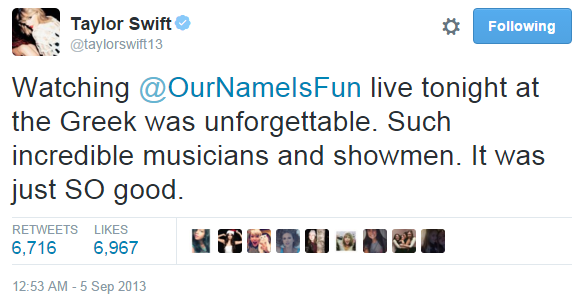 Taylor Swift
@taylorswift13
Following
Watching @OurNameIsFun live tonight at
the Greek was unforgettable. Such
incredible musicians and showmen. It was
just SO good.
RETWEETS LIKES
6,716 6,967
12:53 AM - 5 Sep 2013